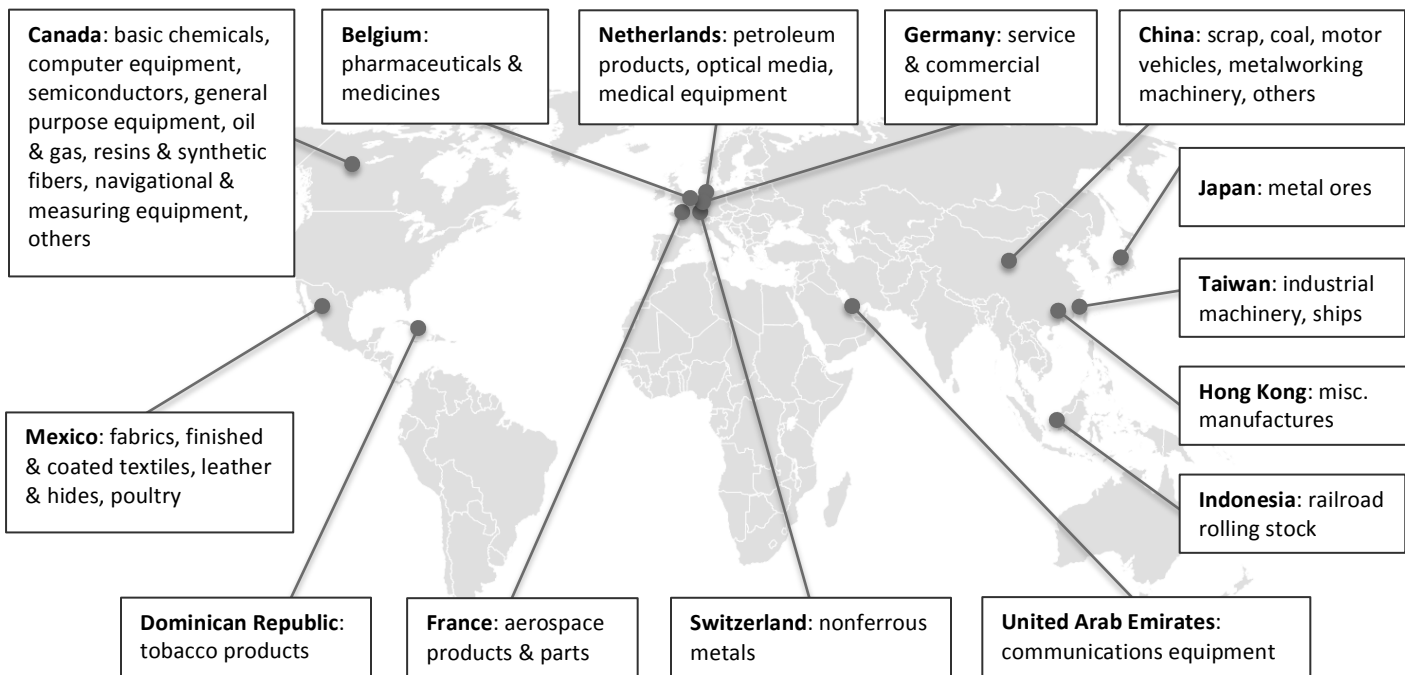 Canada: basic chemicals,
computer equipment,
semiconductors, general
purpose equipment, oil
& gas, resins & synthetic
fibers, navigational &
measuring equipment,
others
Belgium:
pharmaceuticals &
medicines
Netherlands: petroleum
products, optical media,
medical equipment
Germany: service
& commercial
equipment
China: scrap, coal, motor
vehicles, metalworking
machinery, others
Japan: metal ores
Taiwan: industrial
machinery, ships
Hong Kong: misc.
manufactures
Mexico: fabrics, finished
& coated textiles, leather
& hides, poultry
Indonesia: railroad
rolling stock
Dominican Republic:
tobacco products
France: aerospace
products & parts
Switzerland: nonferrous
metals
United Arab Emirates:
communications equipment